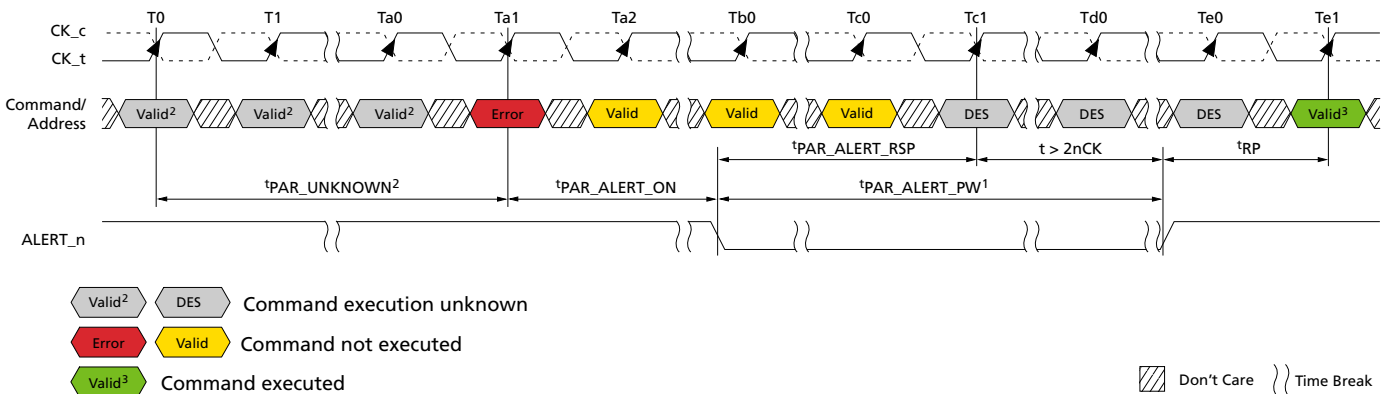 T0 T1 Ta0 Ta1 Ta2 Tb0 Tc0 Tc1 Td0 Te0 Te1
CK_c
CK_t
Command/
Address
Valid² Valid² Valid² Error Valid Valid Valid DES DES DES Valid³
tPAR_ALERT_RSP t > 2nCK tRP
tPAR_UNKNOWN² tPAR_ALERT_ON tPAR_ALERT_PW¹
ALERT_n
Valid² DES Command execution unknown
Error Valid Command not executed
Valid³ Command executed
Don't Care Time Break